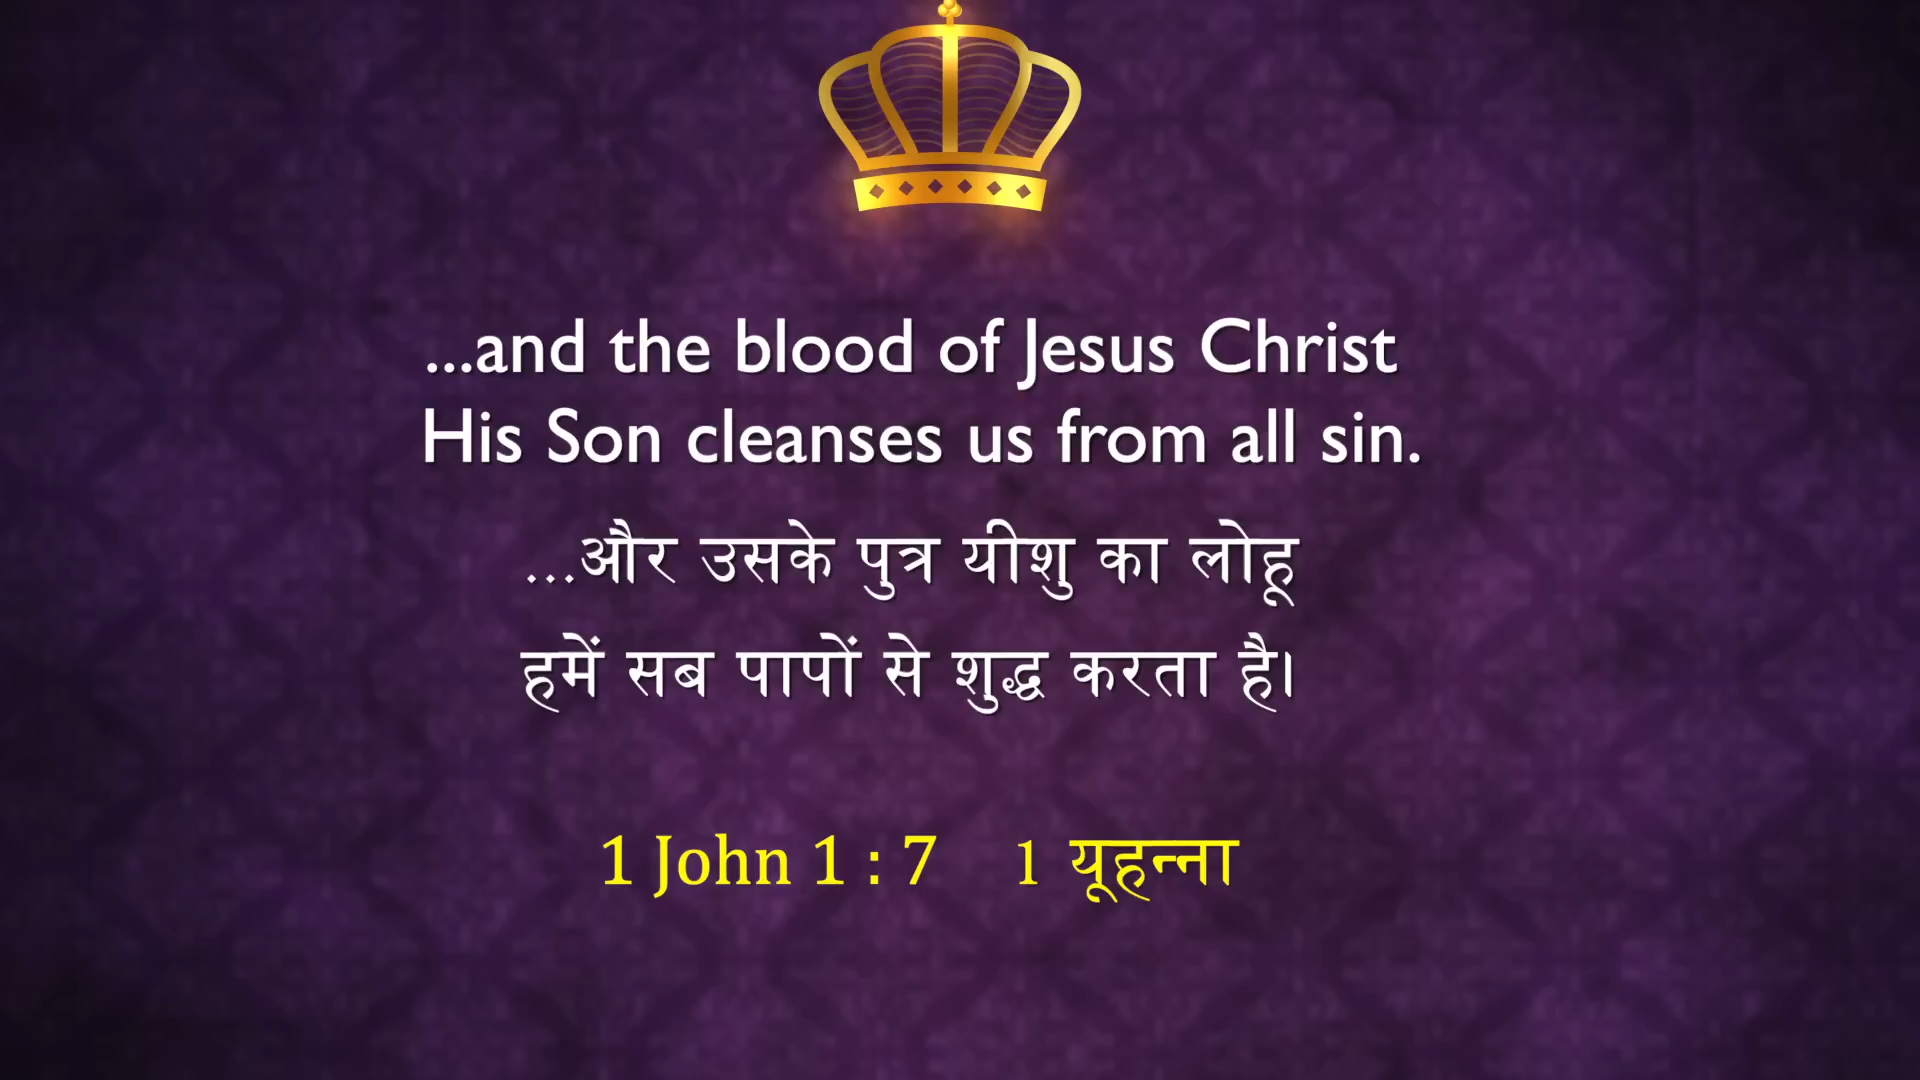 ...and the blood of Jesus Christ
His Son cleanses us from all sin.
...और उसके पुत्र यीशु का लोहू
हमें सब पापों से शुद्ध करता है।
1 John 1 : 7 1 यूहन्ना